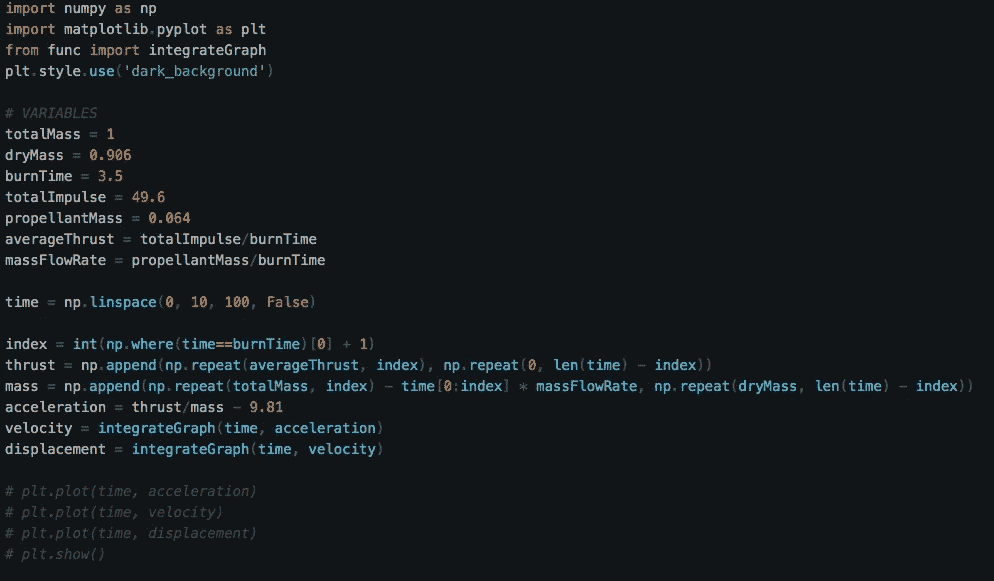 import numpy as np
import matplotlib.pyplot as plt
from func import integrateGraph
plt.style.use('dark_background')
# VARIABLES
totalMass = 1
dryMass = 0.906
burnTime = 3.5
totalImpulse = 49.6
propellantMass = 0.064
averageThrust = totalImpulse/burnTime
massFlowRate = propellantMass/burnTime
time = np.linspace(0, 10, 100, False)
index = int(np.where(time==burnTime)[0] + 1)
thrust = np.append(np.repeat(averageThrust, index), np.repeat(0, len(time) - index))
mass = np.append(np.repeat(totalMass, index) - time[0:index] * massFlowRate, np.repeat(dryMass, len(time) - index))
acceleration = thrust/mass - 9.81
velocity = integrateGraph(time, acceleration)
displacement = integrateGraph(time, velocity)
# plt.plot(time, acceleration)
# plt.plot(time, velocity)
# plt.plot(time, displacement)
# plt.show()